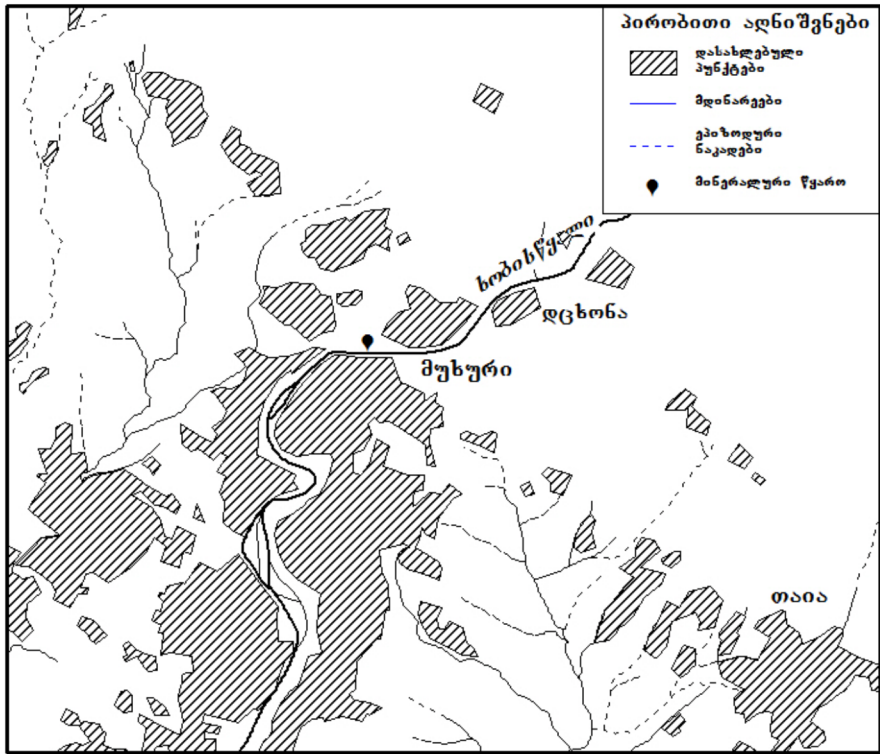 პირობითი აღნიშვნები
დასახლებული
პუნქტები
მდინარეები
ეპიზოდური
ნაკადები
მინერალური წყარო
ხობისწყალი
დცხონა
მუხური
თაია